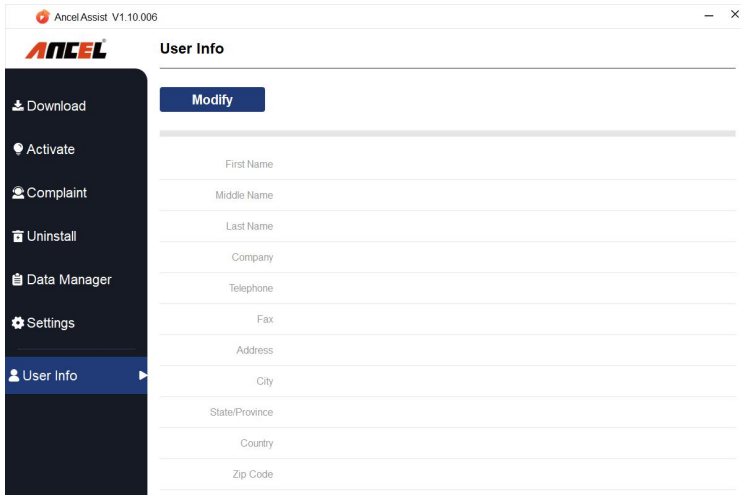 Ancel Assist V1.10.006
ANCEL
User Info
Download
Modify
Activate
Complaint
Uninstall
Data Manager
Settings
User Info
First Name
Middle Name
Last Name
Company
Telephone
Fax
Address
City
State/Province
Country
Zip Code